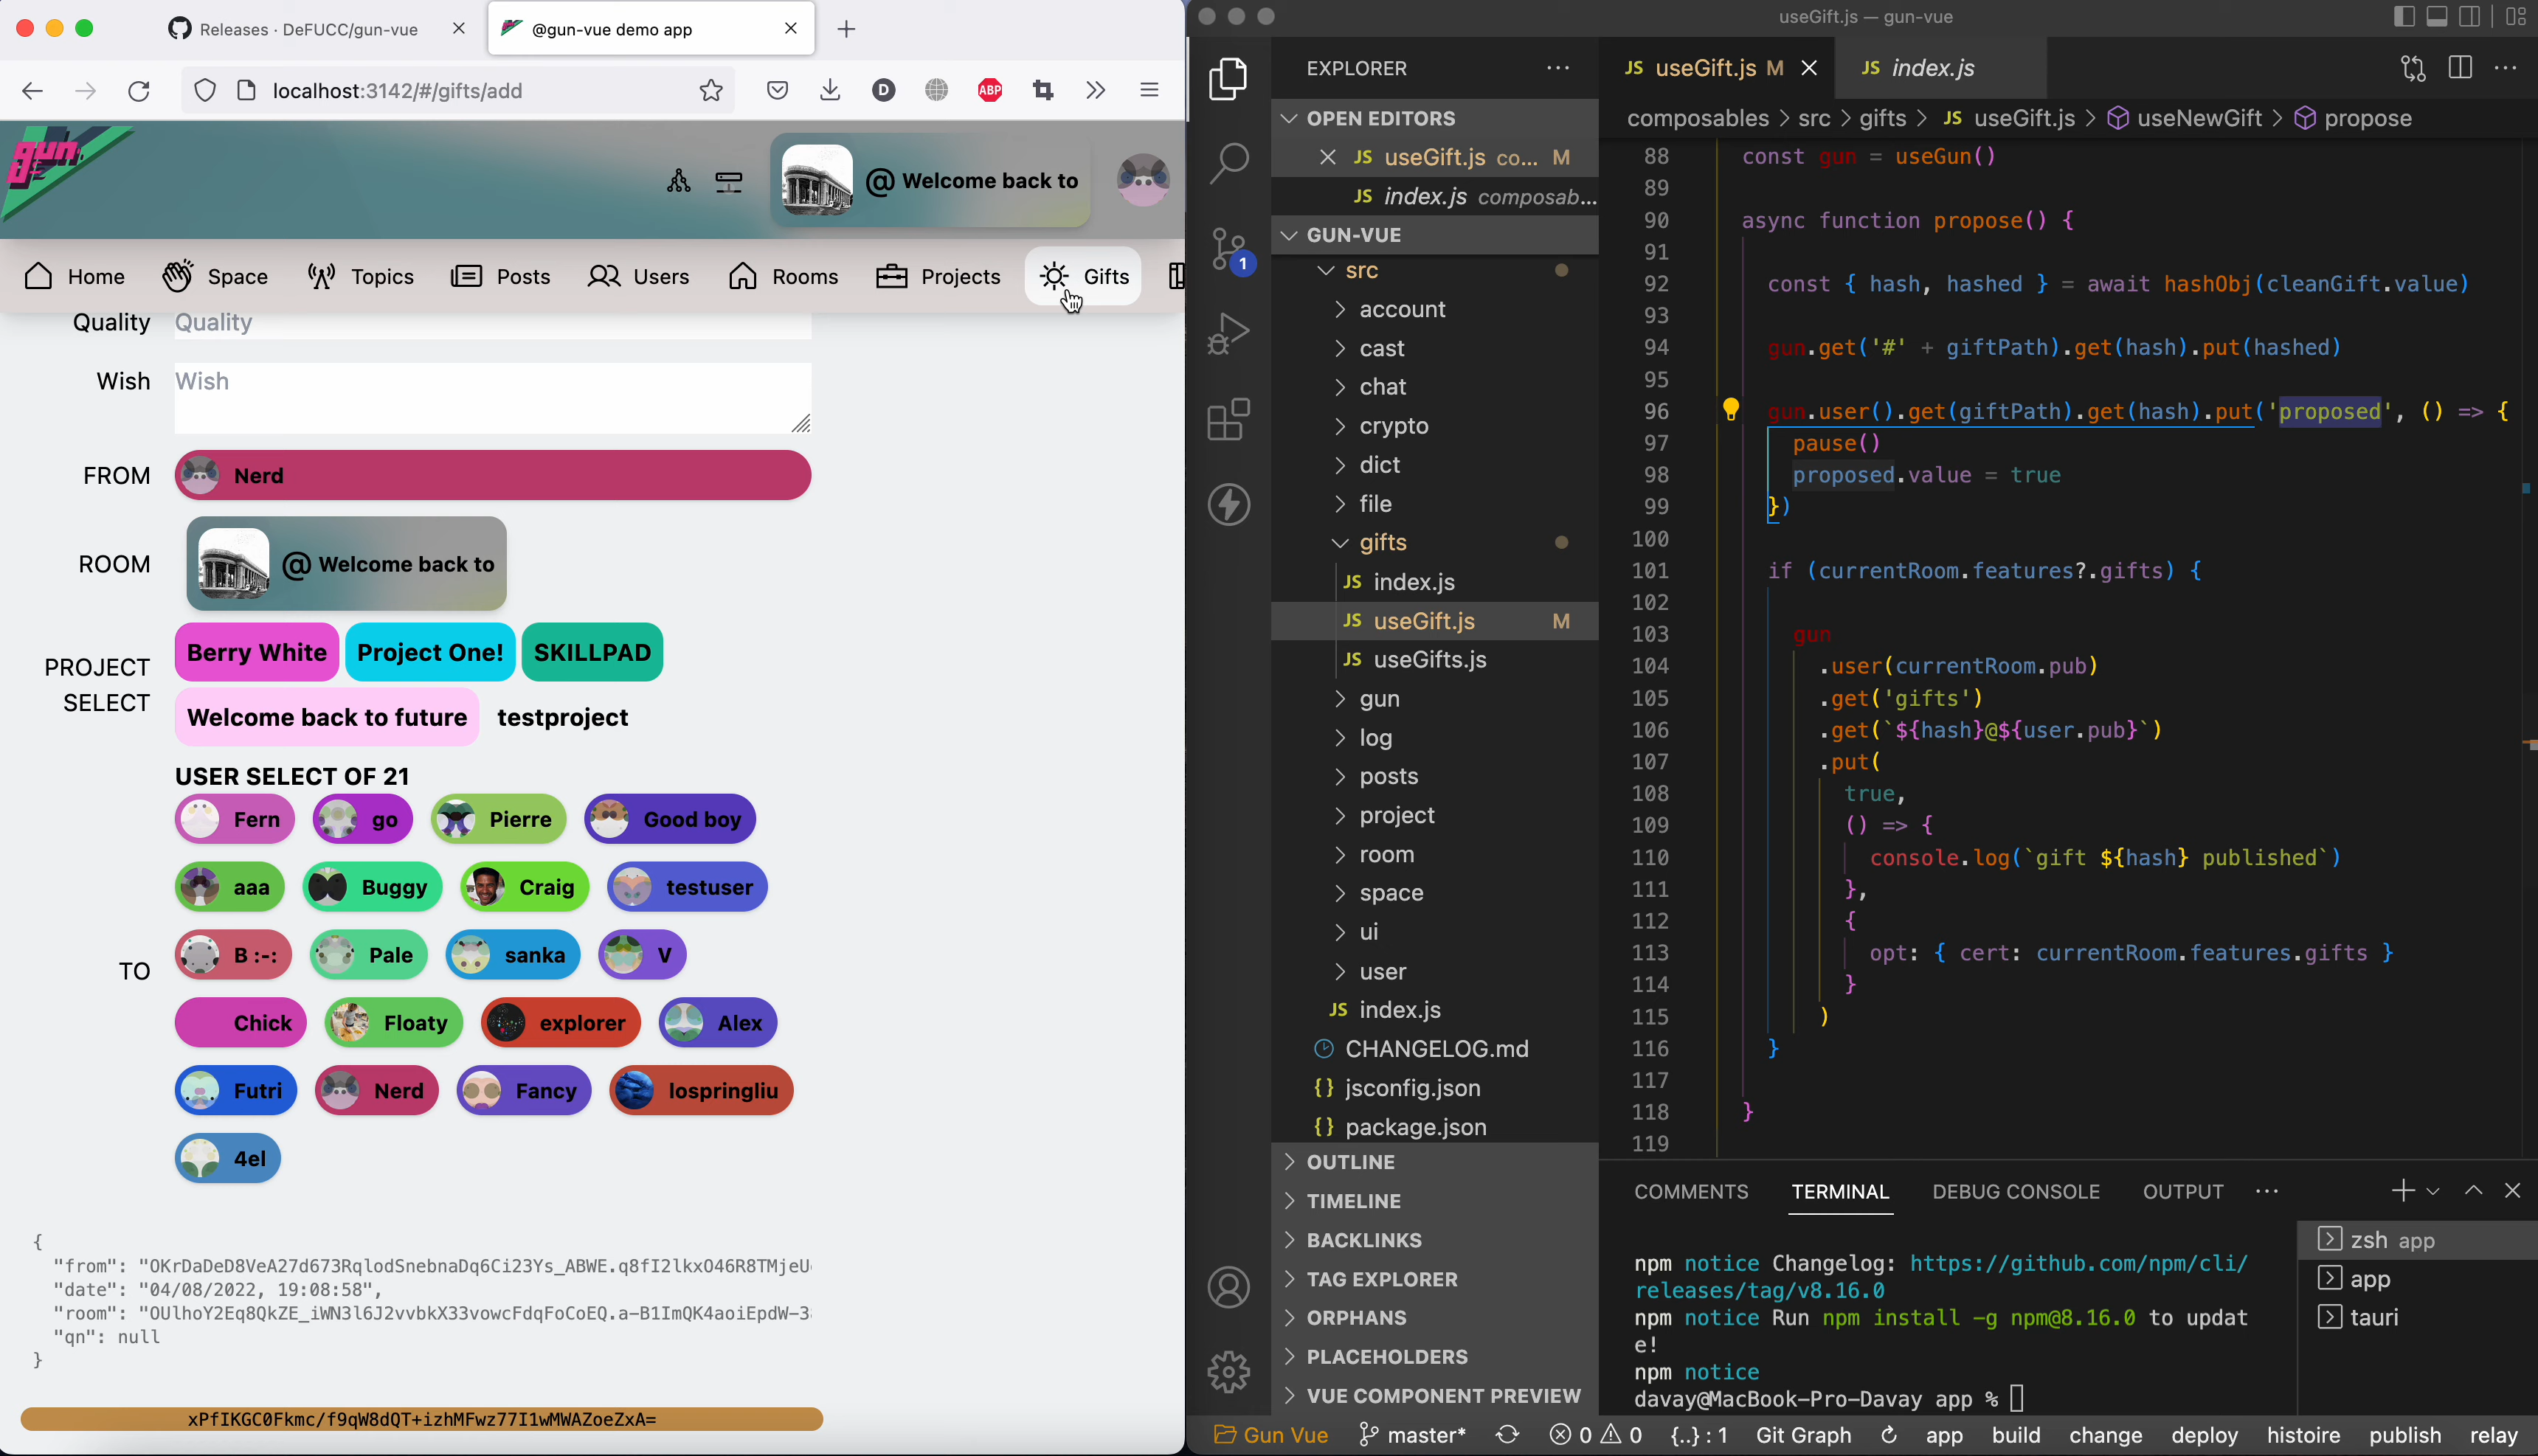 Releases · DeFUCC/gun-vue
@gun-vue demo app
localhost:3142/#/gifts/add
D
ABP
gun
@ Welcome back to
Home
Space
Topics
Posts
Users
Rooms
Projects
Gifts
Quality
Quality
Wish
Wish
FROM
Nerd
ROOM
@ Welcome back to
PROJECT
SELECT
Berry White
Project One!
SKILLPAD
Welcome back to future
testproject
USER SELECT OF 21
TO
Fern
go
Pierre
Good boy
aaa
Buggy
Craig
testuser
B :-:
Pale
sanka
V
Chick
Floaty
explorer
Alex
Futri
Nerd
Fancy
lospringliu
4el
{
"from": "OKrDaDeD8VeA27d673RqlodSnebnaDq6Ci23Ys_ABWE.q8fI2lkxO46R8TMjeU
"date": "04/08/2022, 19:08:58",
"room": "OUlhoY2Eq8QkZE_iWN3l6J2vvbkX33vowcFdqFoCoEQ.a-B1ImQK4aoiEpdW-3
"qn": null
}
xPfIKGC0Fkmc/f9qW8dQT+izhMFwz77I1wMWAZoeZxA=
useGift.js — gun-vue
EXPLORER
OPEN EDITORS
JS useGift.js co... M
JS index.js composab...
GUN-VUE
src
account
cast
chat
crypto
dict
file
gifts
JS index.js
JS useGift.js M
JS useGifts.js
gun
log
posts
project
room
space
ui
user
JS index.js
CHANGELOG.md
{} jsconfig.json
{} package.json
OUTLINE
TIMELINE
BACKLINKS
TAG EXPLORER
ORPHANS
PLACEHOLDERS
VUE COMPONENT PREVIEW
1
JS useGift.js M
JS index.js
composables > src > gifts > JS useGift.js > useNewGift > propose
88 const gun = useGun()
89
90 async function propose() {
91
92 const { hash, hashed } = await hashObj(cleanGift.value)
93
94 gun.get('#' + giftPath).get(hash).put(hashed)
95
96 gun.user().get(giftPath).get(hash).put('proposed', () => {
97 pause()
98 proposed.value = true
99 })
100
101 if (currentRoom.features?.gifts) {
102
103 gun
104 .user(currentRoom.pub)
105 .get('gifts')
106 .get(`${hash}@${user.pub}`)
107 .put(
108 true,
109 () => {
110 console.log(`gift ${hash} published`)
111 },
112 {
113 opt: { cert: currentRoom.features.gifts }
114 }
115 )
116 }
117
118 }
119
COMMENTS
TERMINAL
DEBUG CONSOLE
OUTPUT
npm notice Changelog: https://github.com/npm/cli/
releases/tag/v8.16.0
npm notice Run npm install -g npm@8.16.0 to updat
e!
npm notice
davay@MacBook-Pro-Davay app %
zsh app
app
tauri
Gun Vue
master*
0
0
{..} : 1
Git Graph
app
build
change
deploy
histoire
publish
relay